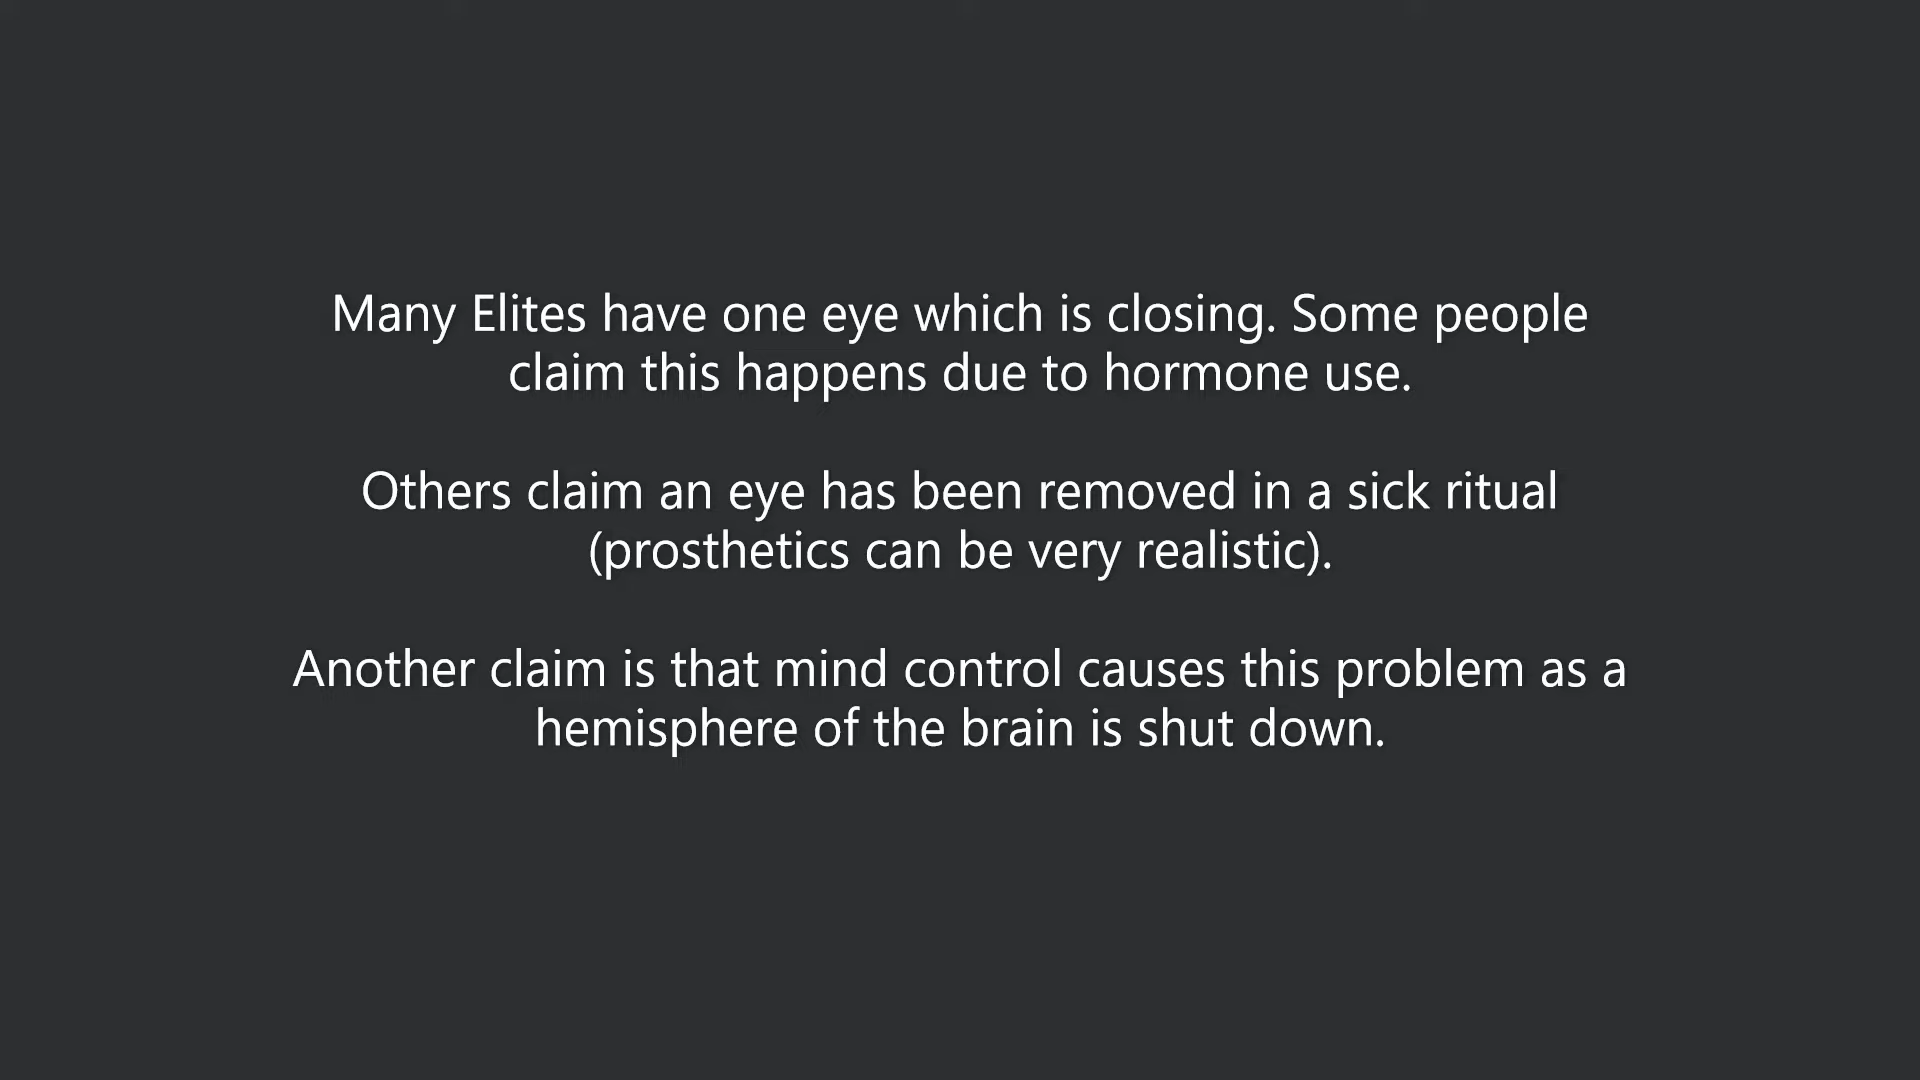 Many Elites have one eye which is closing. Some people
claim this happens due to hormone use.
Others claim an eye has been removed in a sick ritual
(prosthetics can be very realistic).
Another claim is that mind control causes this problem as a
hemisphere of the brain is shut down.